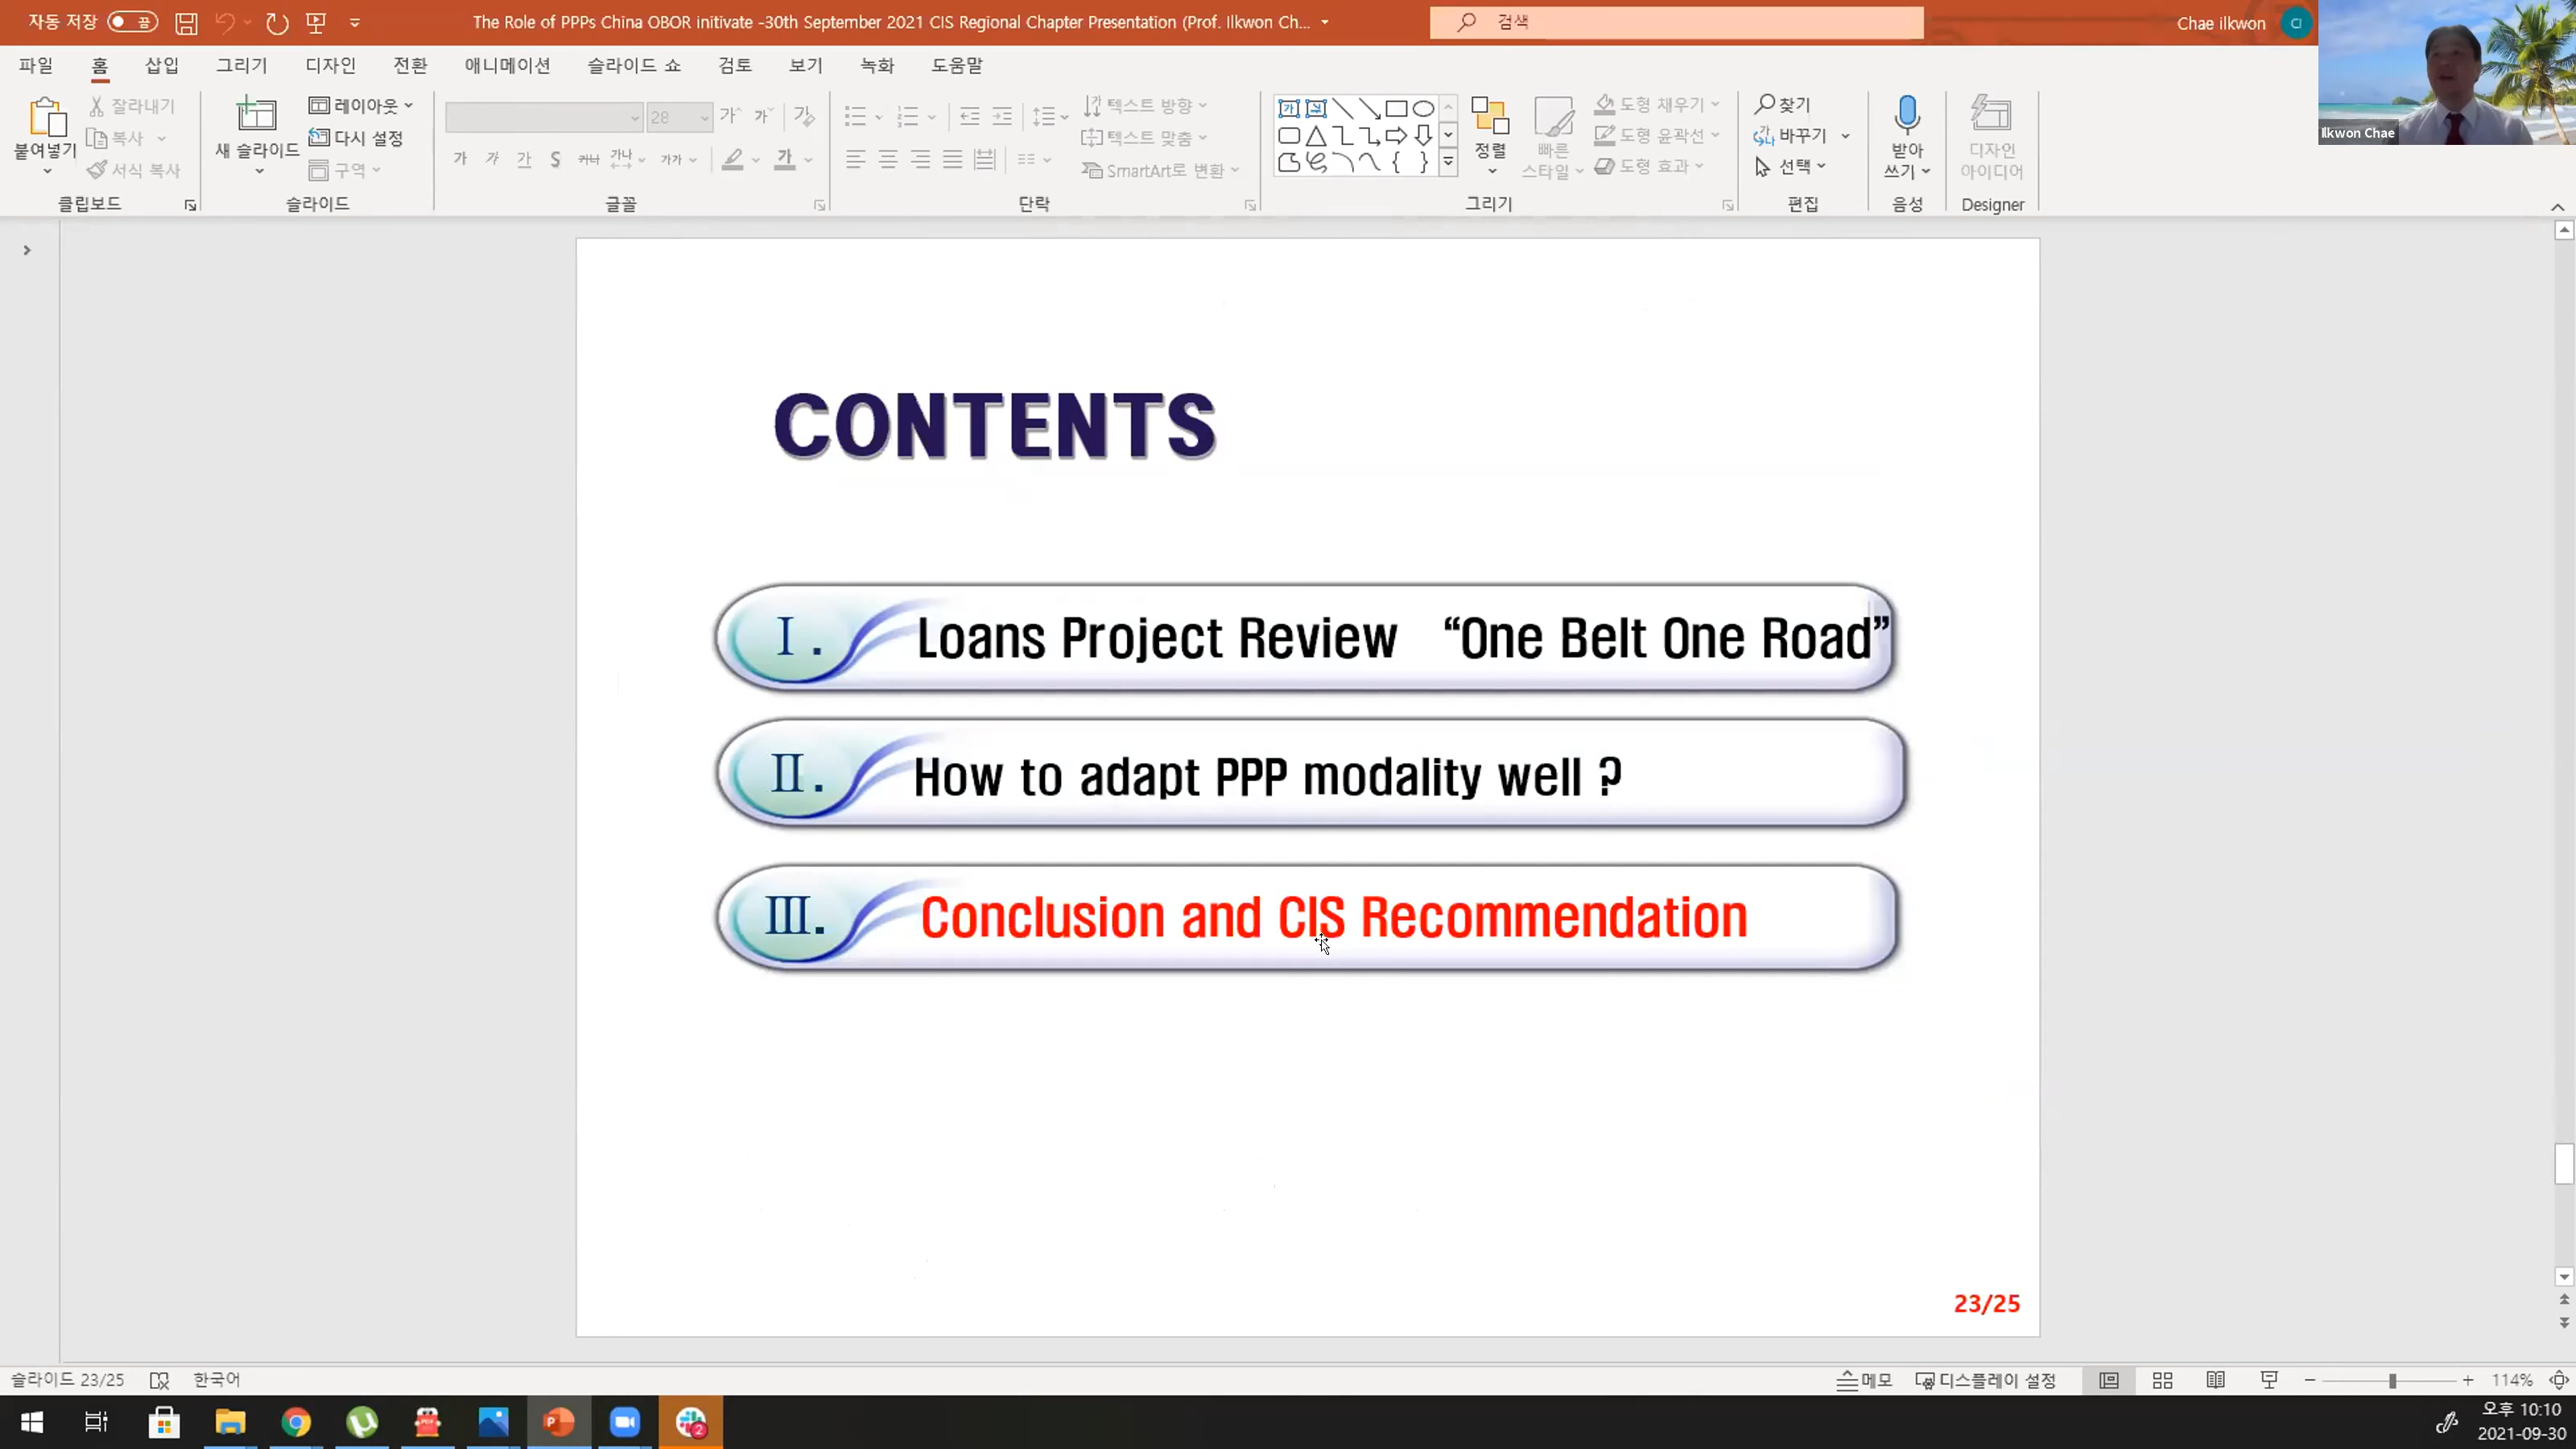 자동 저장 끔
The Role of PPPs China OBOR initivate -30th September 2021 CIS Regional Chapter Presentation (Prof. Ilkwon Ch...
검색
Chae ilkwon
CI
파일 홈 삽입 그리기 디자인 전환 애니메이션 슬라이드 쇼 검토 보기 녹화 도움말
붙여넣기
잘라내기
복사
서식 복사
클립보드
새 슬라이드
레이아웃
다시 설정
구역
슬라이드
28
글꼴
텍스트 방향
텍스트 맞춤
SmartArt로 변환
단락
정렬
빠른 스타일
도형 채우기
도형 윤곽선
도형 효과
그리기
찾기
바꾸기
선택
편집
받아쓰기
음성
디자인 아이디어
Designer
Ilkwon Chae
CONTENTS
Ⅰ. Loans Project Review “One Belt One Road”
Ⅱ. How to adapt PPP modality well ?
Ⅲ. Conclusion and CIS Recommendation
23/25
슬라이드 23/25 한국어
메모 디스플레이 설정 114%
오후 10:10
2021-09-30